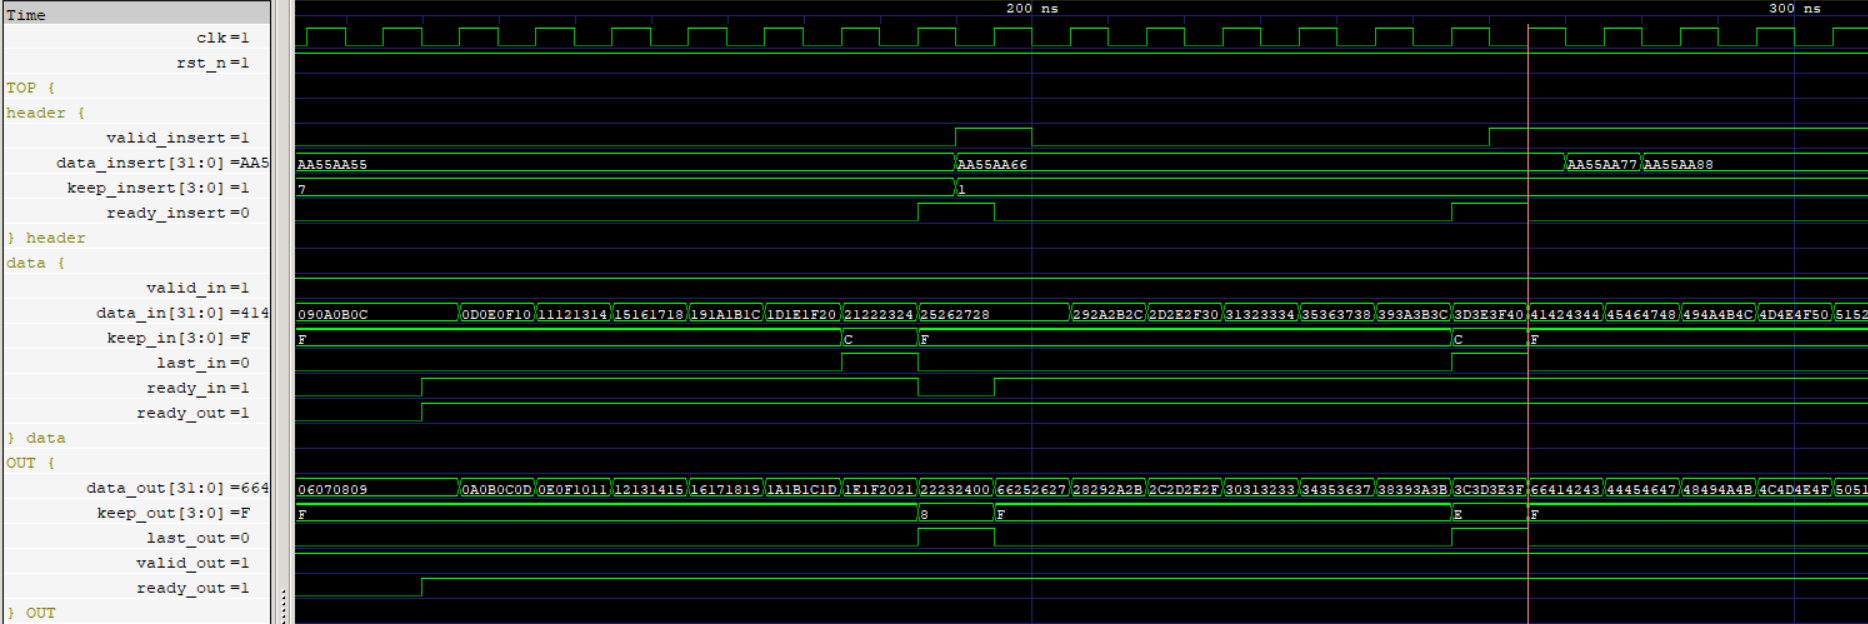 Time 200 ns 300 ns
clk=1
rst_n=1
TOP {
header {
valid_insert=1
data_insert[31:0]=AA5 AA55AA55 AA55AA66 AA55AA77 AA55AA88
keep_insert[3:0]=1 7 1
ready_insert=0
} header
data {
valid_in=1
data_in[31:0]=414 090A0B0C 0D0E0F10 11121314 15161718 191A1B1C 1D1E1F20 21222324 25262728 292A2B2C 2D2E2F30 31323334 35363738 393A3B3C 3D3E3F40 41424344 45464748 494A4B4C 4D4E4F50 5152
keep_in[3:0]=F F C F C F
last_in=0
ready_in=1
ready_out=1
} data
OUT {
data_out[31:0]=664 06070809 0A0B0C0D 0E0F1011 12131415 16171819 1A1B1C1D 1E1F2021 22232400 66252627 28292A2B 2C2D2E2F 30313233 34353637 38393A3B 3C3D3E3F 66414243 44454647 48494A4B 4C4D4E4F 5051
keep_out[3:0]=F F 8 F E F
last_out=0
valid_out=1
ready_out=1
} OUT